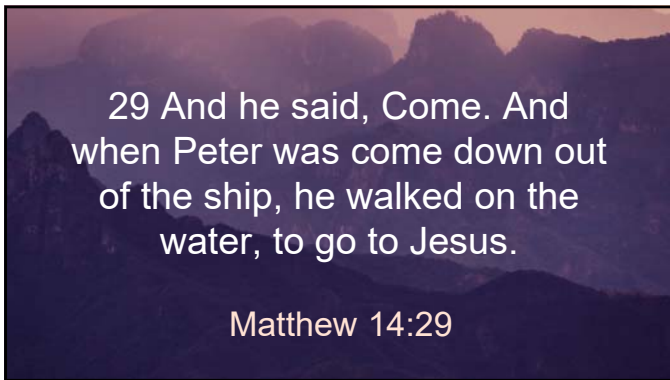 29 And he said, Come. And
when Peter was come down out
of the ship, he walked on the
water, to go to Jesus.
Matthew 14:29